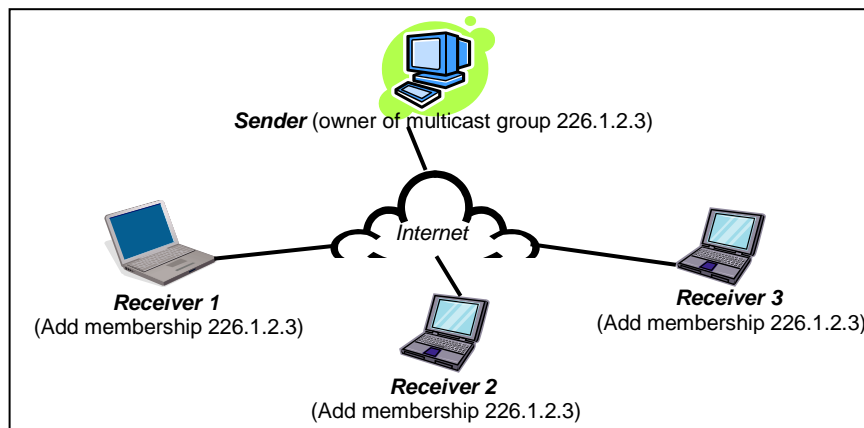 Sender (owner of multicast group 226.1.2.3)
Internet
Receiver 1
(Add membership 226.1.2.3)
Receiver 2
(Add membership 226.1.2.3)
Receiver 3
(Add membership 226.1.2.3)